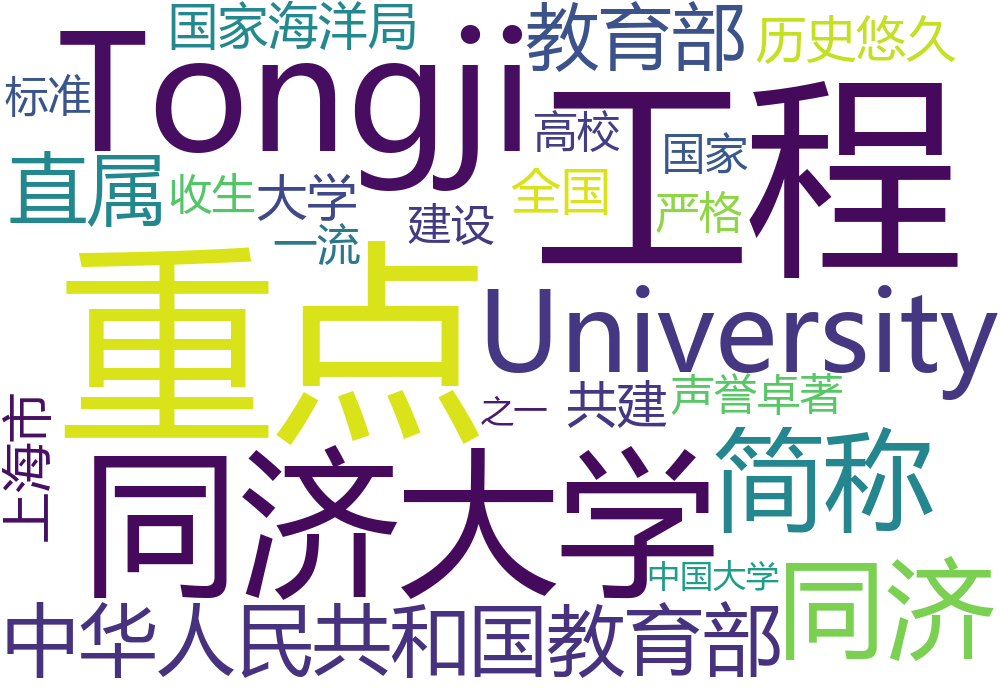 国家海洋局
教育部
历史悠久
Tongji
标准
工程
高校
国家
直属
收生
大学
全国
严格
建设
一流
重点
University
声誉卓著
共建
之一
上海市
简称
同济大学
中国大学
同济
中华人民共和国教育部